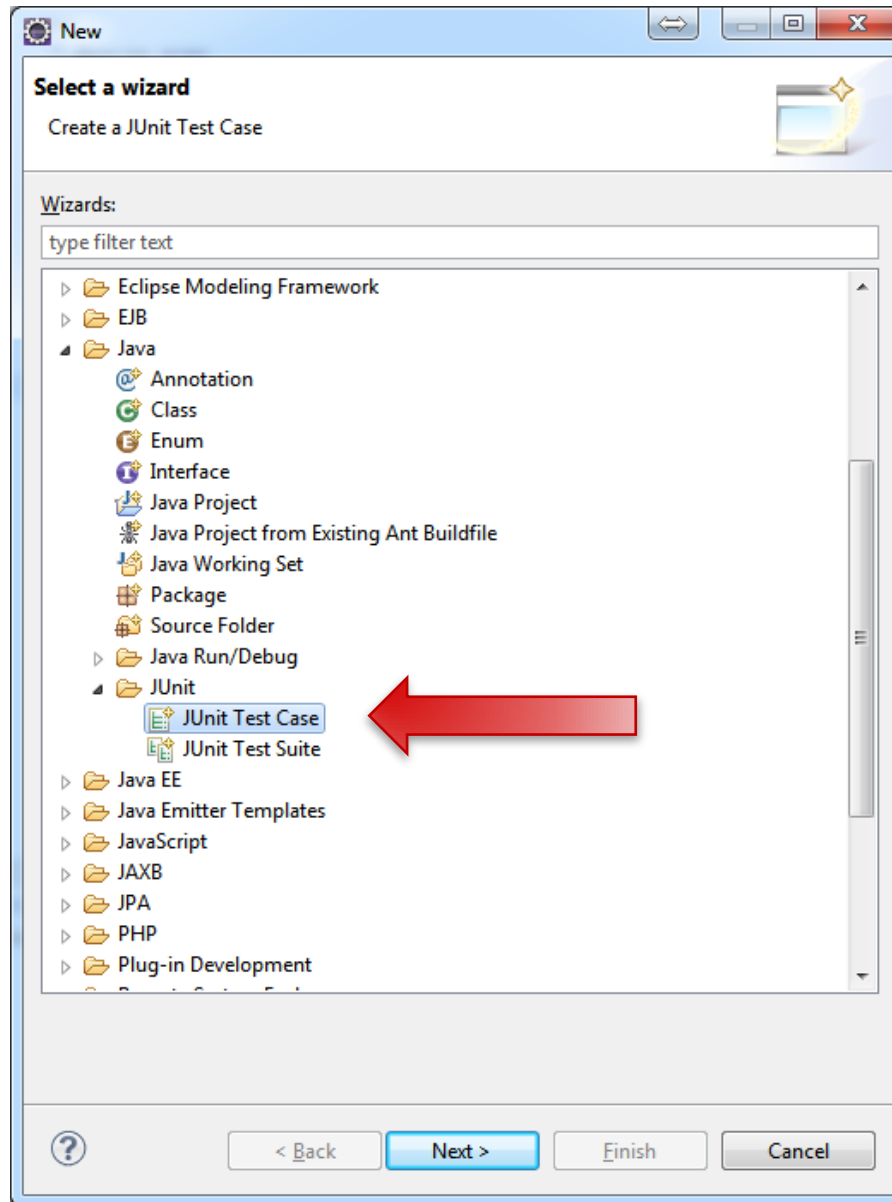 New
Select a wizard
Create a JUnit Test Case
Wizards:
type filter text
Eclipse Modeling Framework
EJB
Java
Annotation
Class
Enum
Interface
Java Project
Java Project from Existing Ant Buildfile
Java Working Set
Package
Source Folder
Java Run/Debug
JUnit
JUnit Test Case
JUnit Test Suite
Java EE
Java Emitter Templates
JavaScript
JAXB
JPA
PHP
Plug-in Development
< Back Next > Finish Cancel